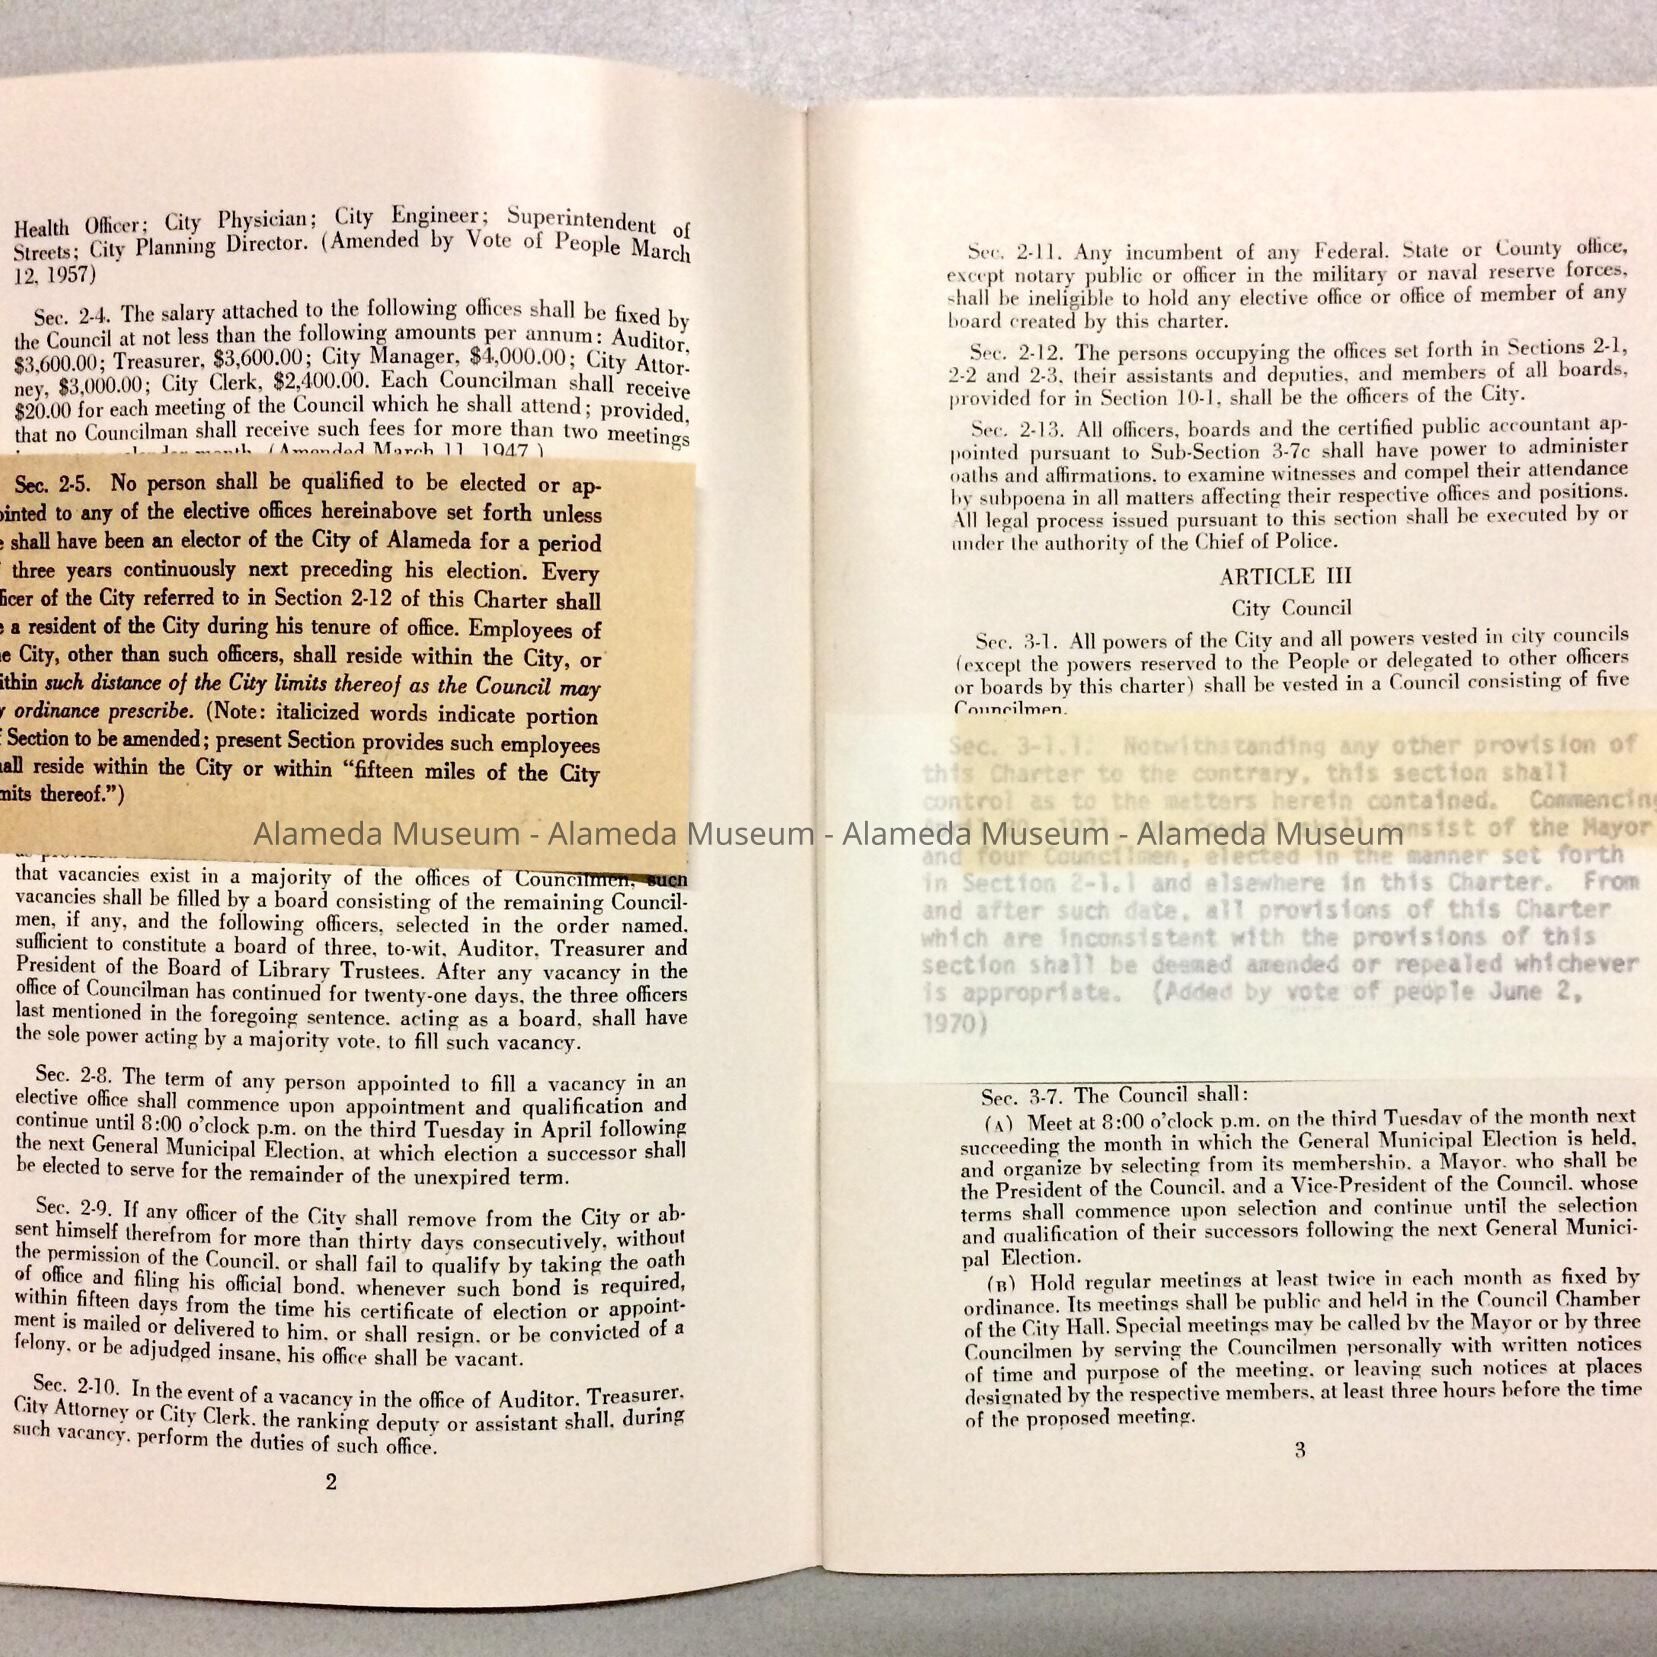 Health Officer; City Physician; City Engineer; Superintendent of
Streets; City Planning Director. (Amended by Vote of People March
12, 1957)
Sec. 2-4. The salary attached to the following offices shall be fixed by
the Council at not less than the following amounts per annum: Auditor,
$3,600.00; Treasurer, $3,600.00; City Manager, $4,000.00; City Attor-
ney, $3,000.00; City Clerk, $2,400.00. Each Councilman shall receive
$20.00 for each meeting of the Council which he shall attend; provided,
that no Councilman shall receive such fees for more than two meetings
month. (Amended March 11, 1947.)
Sec. 2-5. No person shall be qualified to be elected or ap-
ointed to any of the elective offices hereinabove set forth unless
e shall have been an elector of the City of Alameda for a period
three years continuously next preceding his election. Every
ficer of the City referred to in Section 2-12 of this Charter shall
e a resident of the City during his tenure of office. Employees of
e City, other than such officers, shall reside within the City, or
ithin such distance of the City limits thereof as the Council may
y ordinance prescribe. (Note: italicized words indicate portion
f Section to be amended; present Section provides such employees
all reside within the City or within "fifteen miles of the City
mits thereof.")
that vacancies exist in a majority of the offices of Councilmen, such
vacancies shall be filled by a board consisting of the remaining Council-
men, if any, and the following officers, selected in the order named,
sufficient to constitute a board of three, to-wit, Auditor, Treasurer and
President of the Board of Library Trustees. After any vacancy in the
office of Councilman has continued for twenty-one days, the three officers
last mentioned in the foregoing sentence, acting as a board, shall have
the sole power acting by a majority vote, to fill such vacancy.
Sec. 2-8. The term of any person appointed to fill a vacancy in an
elective office shall commence upon appointment and qualification and
continue until 8:00 o'clock p.m. on the third Tuesday in April following
the next General Municipal Election, at which election a successor shall
be elected to serve for the remainder of the unexpired term.
Sec. 2-9. If any officer of the City shall remove from the City or ab-
sent himself therefrom for more than thirty days consecutively, without
the permission of the Council, or shall fail to qualify by taking the oath
of office and filing his official bond, whenever such bond is required,
within fifteen days from the time his certificate of election or appoint-
ment is mailed or delivered to him, or shall resign, or be convicted of a
felony, or be adjudged insane, his office shall be vacant.
Sec. 2-10. In the event of a vacancy in the office of Auditor, Treasurer,
City Attorney or City Clerk, the ranking deputy or assistant shall, during
such vacancy, perform the duties of such office.
2
Sec. 2-11. Any incumbent of any Federal, State or County office,
except notary public or officer in the military or naval reserve forces,
shall be ineligible to hold any elective office or office of member of any
board created by this charter.
Sec. 2-12. The persons occupying the offices set forth in Sections 2-1,
2-2 and 2-3, their assistants and deputies, and members of all boards,
provided for in Section 10-1, shall be the officers of the City.
Sec. 2-13. All officers, boards and the certified public accountant ap-
pointed pursuant to Sub-Section 3-7c shall have power to administer
oaths and affirmations, to examine witnesses and compel their attendance
by subpoena in all matters affecting their respective offices and positions.
All legal process issued pursuant to this section shall be executed by or
under the authority of the Chief of Police.
ARTICLE III
City Council
Sec. 3-1. All powers of the City and all powers vested in city councils
(except the powers reserved to the People or delegated to other officers
or boards by this charter) shall be vested in a Council consisting of five
Councilmen.
Sec. 3-1.1. Notwithstanding any other provision of
this Charter to the contrary, this section shall
control as to the matters herein contained. Commencing
consist of the Mayor
and four Councilmen, elected in the manner set forth
in Section 2-1.1 and elsewhere in this Charter. From
and after such date, all provisions of this Charter
which are inconsistent with the provisions of this
section shall be deemed amended or repealed whichever
is appropriate. (Added by vote of people June 2,
1970)
Alameda Museum - Alameda Museum - Alameda Museum - Alameda Museum
Sec. 3-7. The Council shall:
(A) Meet at 8:00 o'clock p.m. on the third Tuesday of the month next
succeeding the month in which the General Municipal Election is held,
and organize by selecting from its membership, a Mayor, who shall be
the President of the Council, and a Vice-President of the Council, whose
terms shall commence upon selection and continue until the selection
and qualification of their successors following the next General Munici-
pal Election.
(B) Hold regular meetings at least twice in each month as fixed by
ordinance. Its meetings shall be public and held in the Council Chamber
of the City Hall. Special meetings may be called by the Mayor or by three
Councilmen by serving the Councilmen personally with written notices
of time and purpose of the meeting, or leaving such notices at places
designated by the respective members, at least three hours before the time
of the proposed meeting.
3